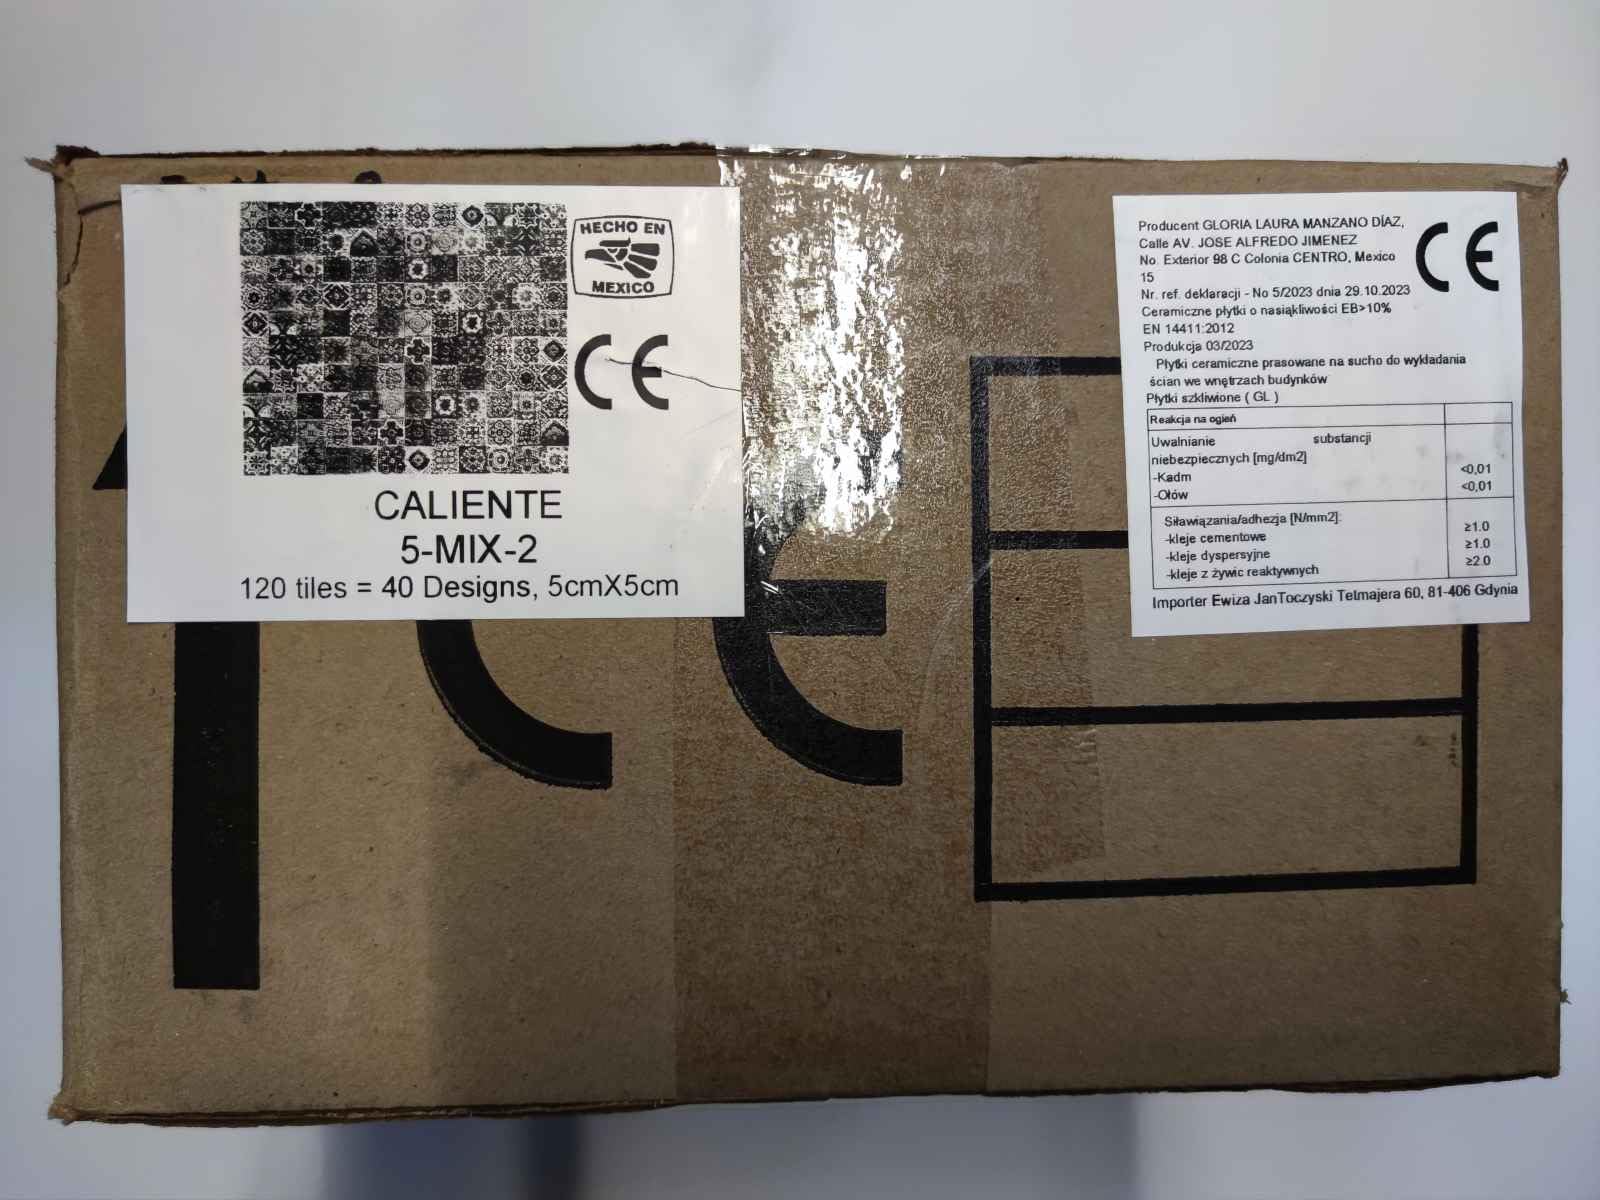 HECHO EN
MEXICO
CE
CALIENTE
5-MIX-2
120 tiles = 40 Designs, 5cmX5cm
Producent GLORIA LAURA MANZANO DÍAZ,
Calle AV. JOSE ALFREDO JIMENEZ
No. Exterior 98 C Colonia CENTRO, Mexico
15
CE
Nr. ref. deklaracji - No 5/2023 dnia 29.10.2023
Ceramiczne płytki o nasiąkliwości EB>10%
EN 14411:2012
Produkcja 03/2023
Płytki ceramiczne prasowane na sucho do wykładania
ścian we wnętrzach budynków
Płytki szkliwione ( GL )
Reakcja na ogień
Uwalnianie substancji
niebezpiecznych [mg/dm2]
-Kadm <0,01
-Ołów <0,01
Siławiązania/adhezja [N/mm2]:
-kleje cementowe ≥1.0
-kleje dyspersyjne ≥1.0
-kleje z żywic reaktywnych ≥2.0
Importer Ewiza JanToczyski Tetmajera 60, 81-406 Gdynia
CE